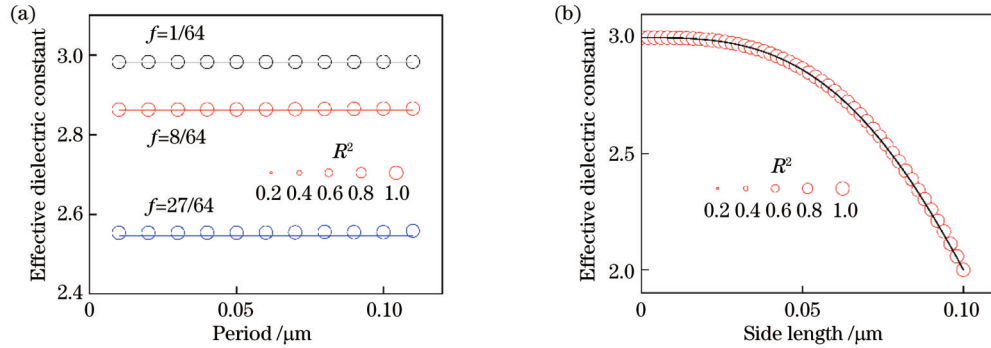 (a)
Effective dielectric constant
3.0
2.8
2.6
2.4
f=1/64
f=8/64
R²
0.2 0.4 0.6 0.8 1.0
f=27/64
0 0.05 0.10
Period /μm
(b)
Effective dielectric constant
3.0
2.5
2.0
R²
0.2 0.4 0.6 0.8 1.0
0 0.05 0.10
Side length /μm